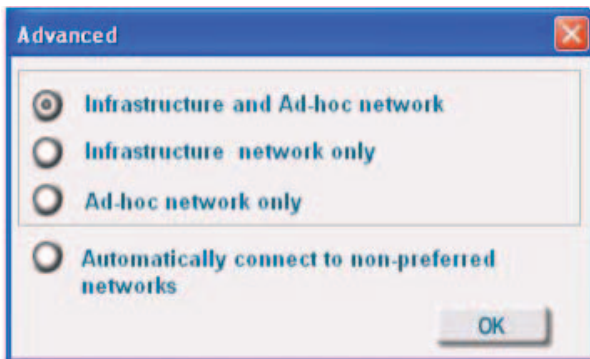 Advanced
Infrastructure and Ad-hoc network
Infrastructure network only
Ad-hoc network only
Automatically connect to non-preferred
networks
OK